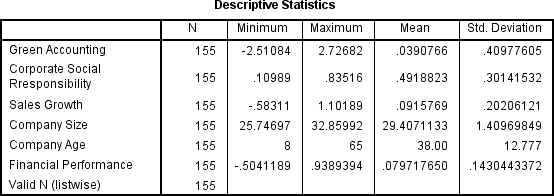 Descriptive Statistics
N Minimum Maximum Mean Std. Deviation
Green Accounting 155 -2.51084 2.72682 .0390766 .40977605
Corporate Social
Rresponsibility 155 .10989 .83516 .4918823 .30141532
Sales Growth 155 -.58311 1.10189 .0915769 .20206121
Company Size 155 25.74697 32.85992 29.4071133 1.40969849
Company Age 155 8 65 38.00 12.777
Financial Performance 155 -.5041189 .9389394 .079717650 .1430443372
Valid N (listwise) 155